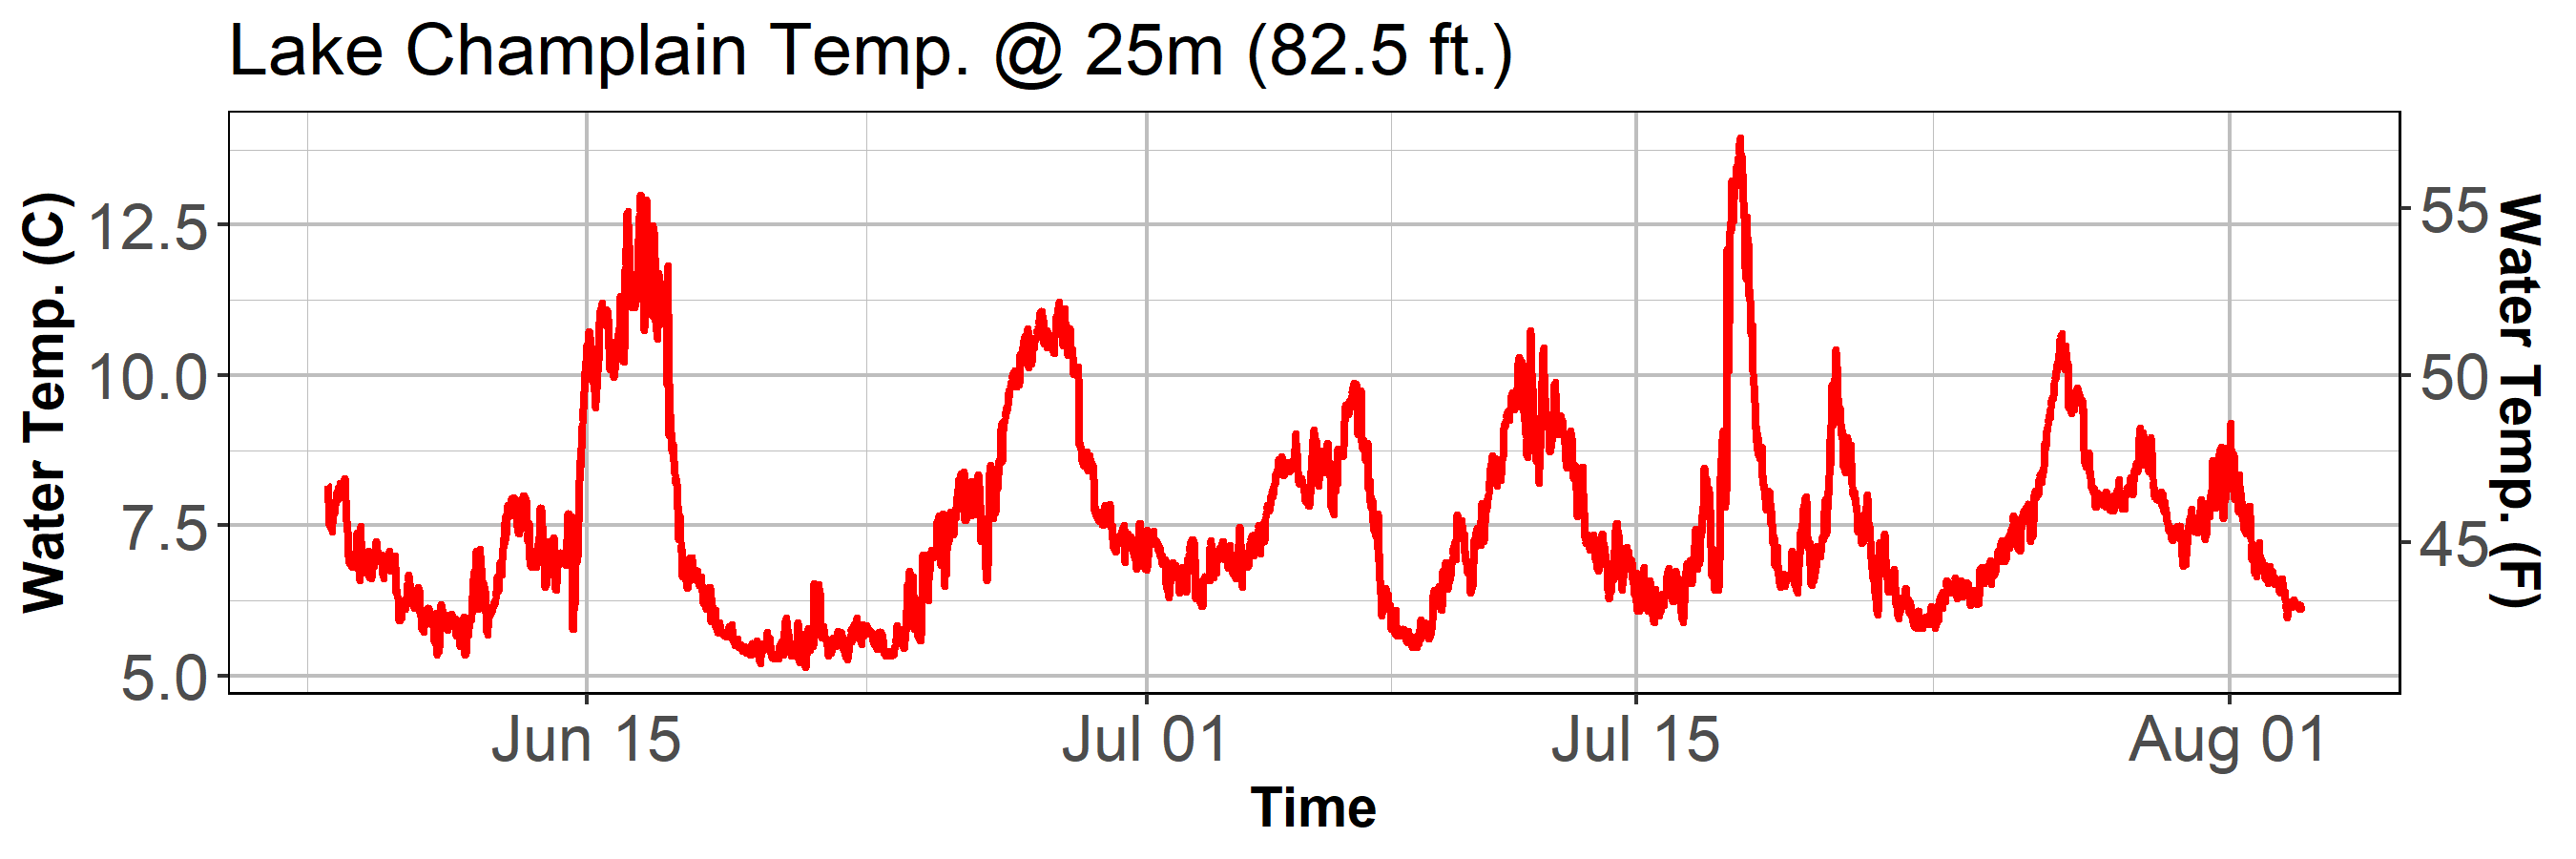 Lake Champlain Temp. @ 25m (82.5 ft.)
Water Temp. (C)
12.5
10.0
7.5
5.0
55
50
45
Water Temp. (F)
Jun 15
Jul 01
Jul 15
Aug 01
Time